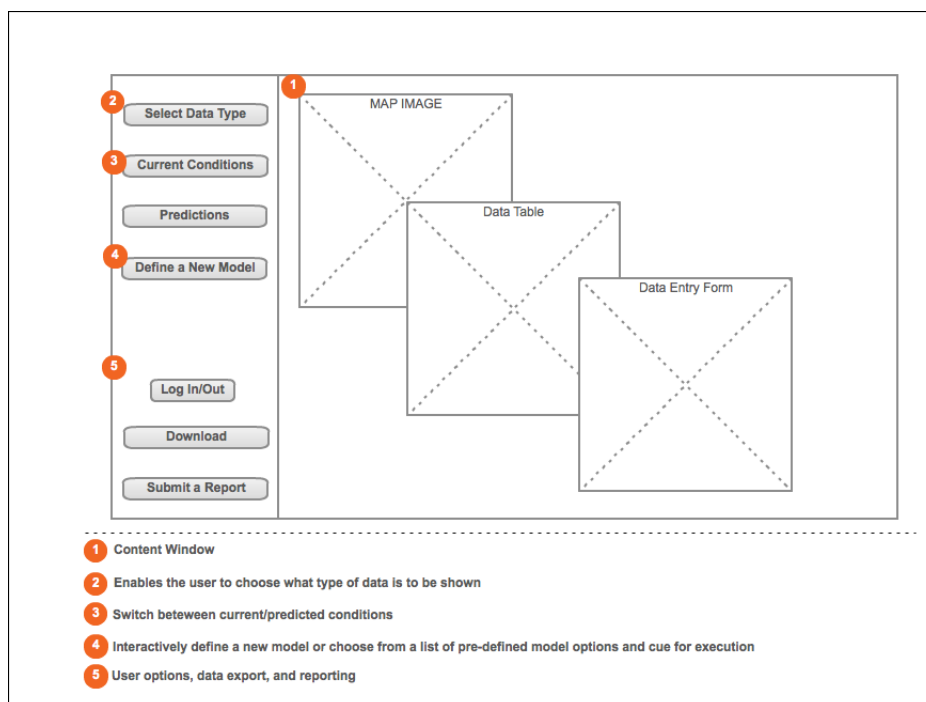 1
MAP IMAGE
2
Select Data Type
3
Current Conditions
Predictions
Data Table
4
Define a New Model
Data Entry Form
5
Log In/Out
Download
Submit a Report
1 Content Window
2 Enables the user to choose what type of data is to be shown
3 Switch beteween current/predicted conditions
4 Interactively define a new model or choose from a list of pre-defined model options and cue for execution
5 User options, data export, and reporting